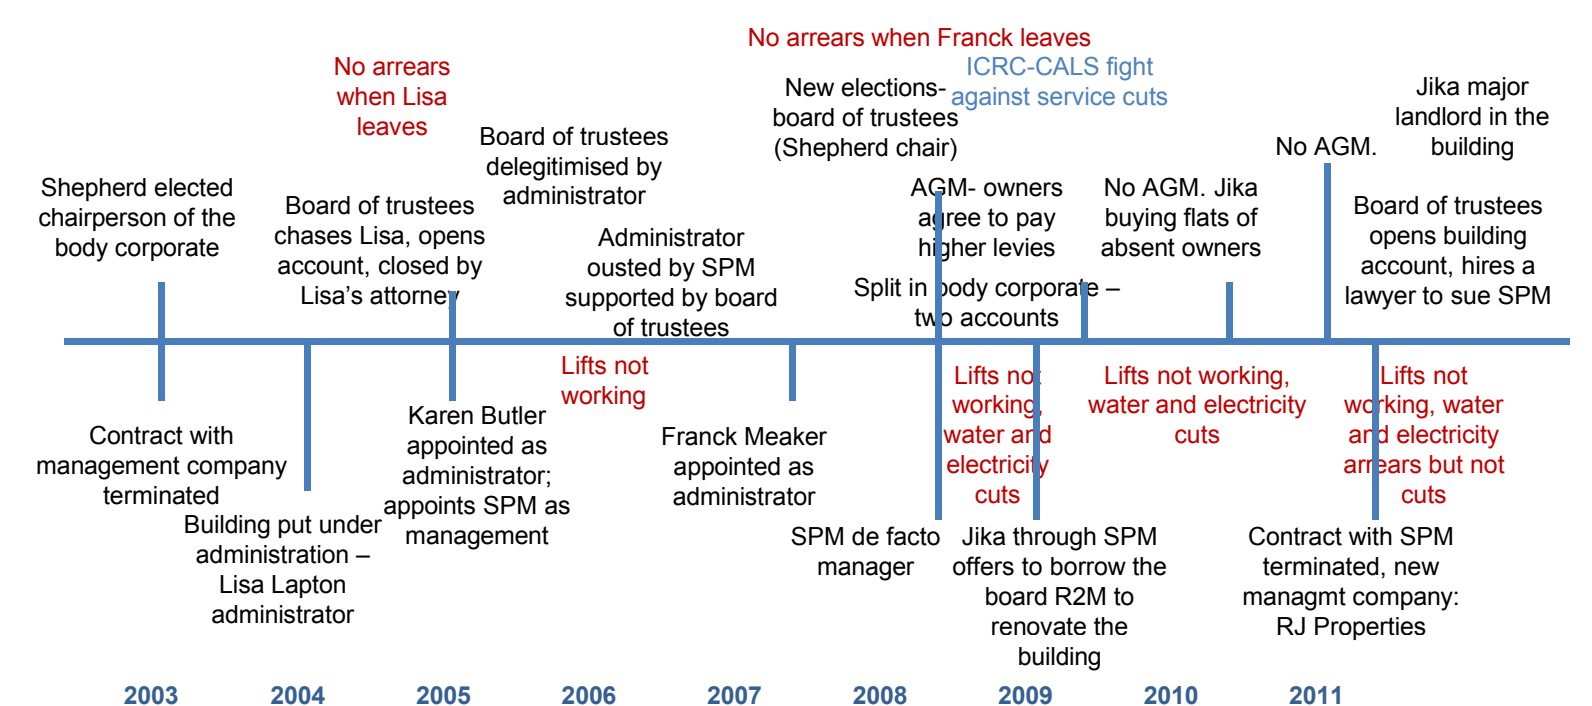 No arrears when Franck leaves
No arrears
when Lisa
leaves
ICRC-CALS fight
against service cuts
New elections-
board of trustees
(Shepherd chair)
Jika major
landlord in the
building
Board of trustees
delegitimised by
administrator
No AGM.
Shepherd elected
chairperson of the
body corporate
Board of trustees
chases Lisa, opens
account, closed by
Lisa's attorney
Administrator
ousted by SPM
supported by board
of trustees
AGM- owners
agree to pay
higher levies
Split in body corporate –
two accounts
No AGM. Jika
buying flats of
absent owners
Board of trustees
opens building
account, hires a
lawyer to sue SPM
Contract with
management company
terminated
Building put under
administration –
Lisa Lapton
administrator
Karen Butler
appointed as
administrator;
appoints SPM as
management
Lifts not
working
Franck Meaker
appointed as
administrator
SPM de facto
manager
Lifts not
working,
water and
electricity
cuts
Jika through SPM
offers to borrow the
board R2M to
renovate the
building
Lifts not working,
water and electricity
cuts
Lifts not
working, water
and electricity
arrears but not
cuts
Contract with SPM
terminated, new
managmt company:
RJ Properties
2003
2004
2005
2006
2007
2008
2009
2010
2011